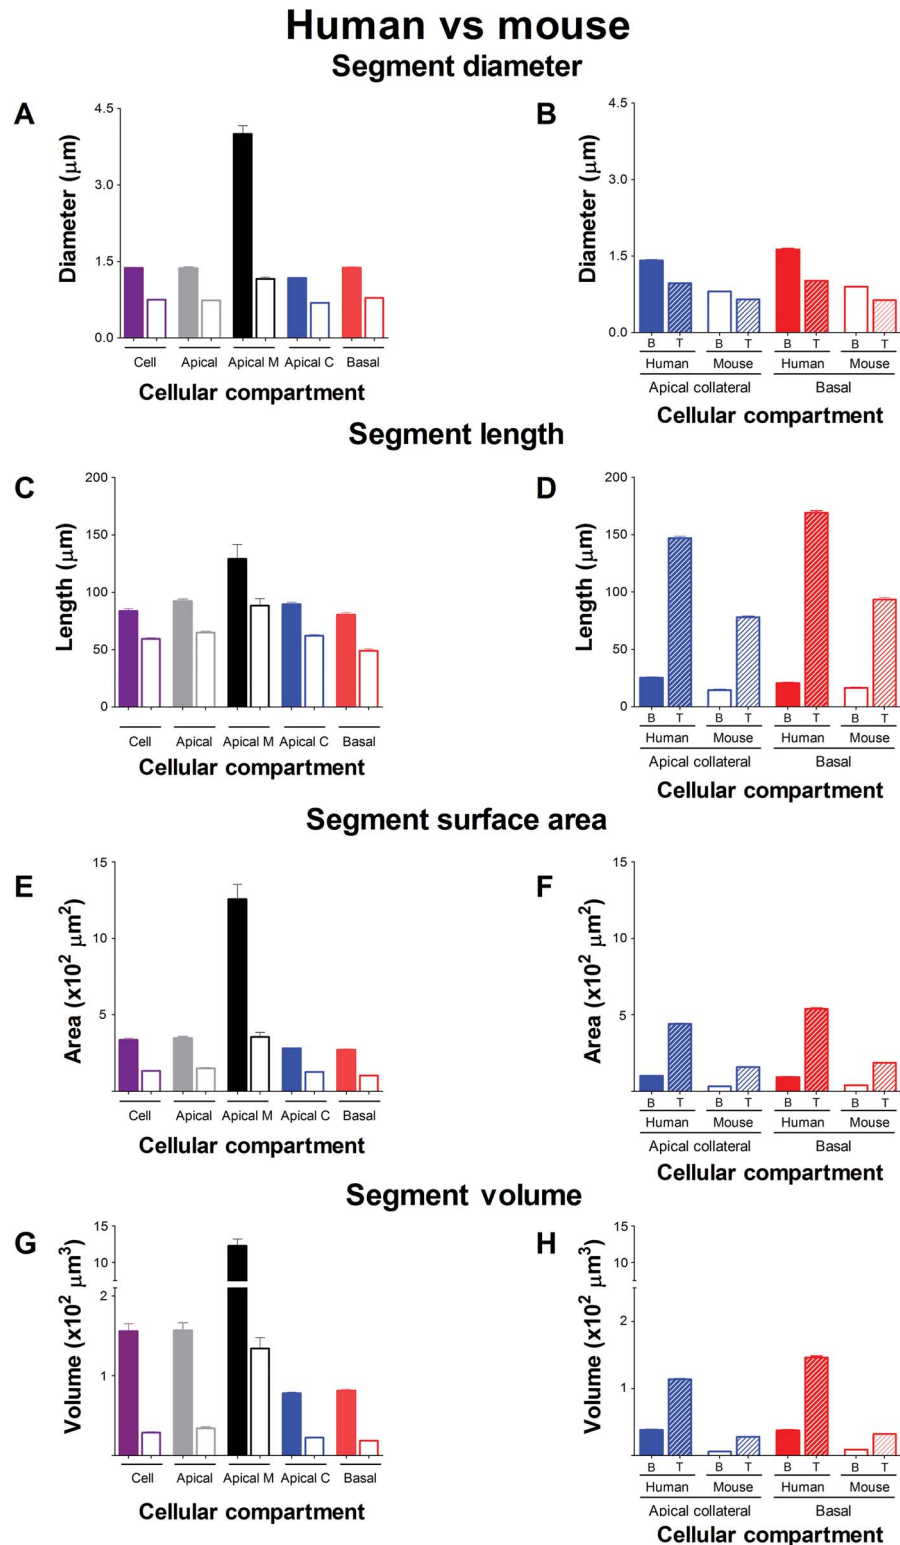 Human vs mouse
Segment diameter
A
Diameter (μm)
4.5
3.0
1.5
0.0
Cell Apical Apical M Apical C Basal
Cellular compartment
B
Diameter (μm)
4.5
3.0
1.5
0.0
B T B T B T B T
Human Mouse Human Mouse
Apical collateral Basal
Cellular compartment
Segment length
C
Length (μm)
200
150
100
50
0
Cell Apical Apical M Apical C Basal
Cellular compartment
D
Length (μm)
200
150
100
50
0
B T B T B T B T
Human Mouse Human Mouse
Apical collateral Basal
Cellular compartment
Segment surface area
E
Area (x10² μm²)
15
10
5
Cell Apical Apical M Apical C Basal
Cellular compartment
F
Area (x10² μm²)
15
10
5
B T B T B T B T
Human Mouse Human Mouse
Apical collateral Basal
Cellular compartment
Segment volume
G
Volume (x10² μm³)
15
10
2
1
Cell Apical Apical M Apical C Basal
Cellular compartment
H
Volume (x10² μm³)
15
10
2
1
B T B T B T B T
Human Mouse Human Mouse
Apical collateral Basal
Cellular compartment